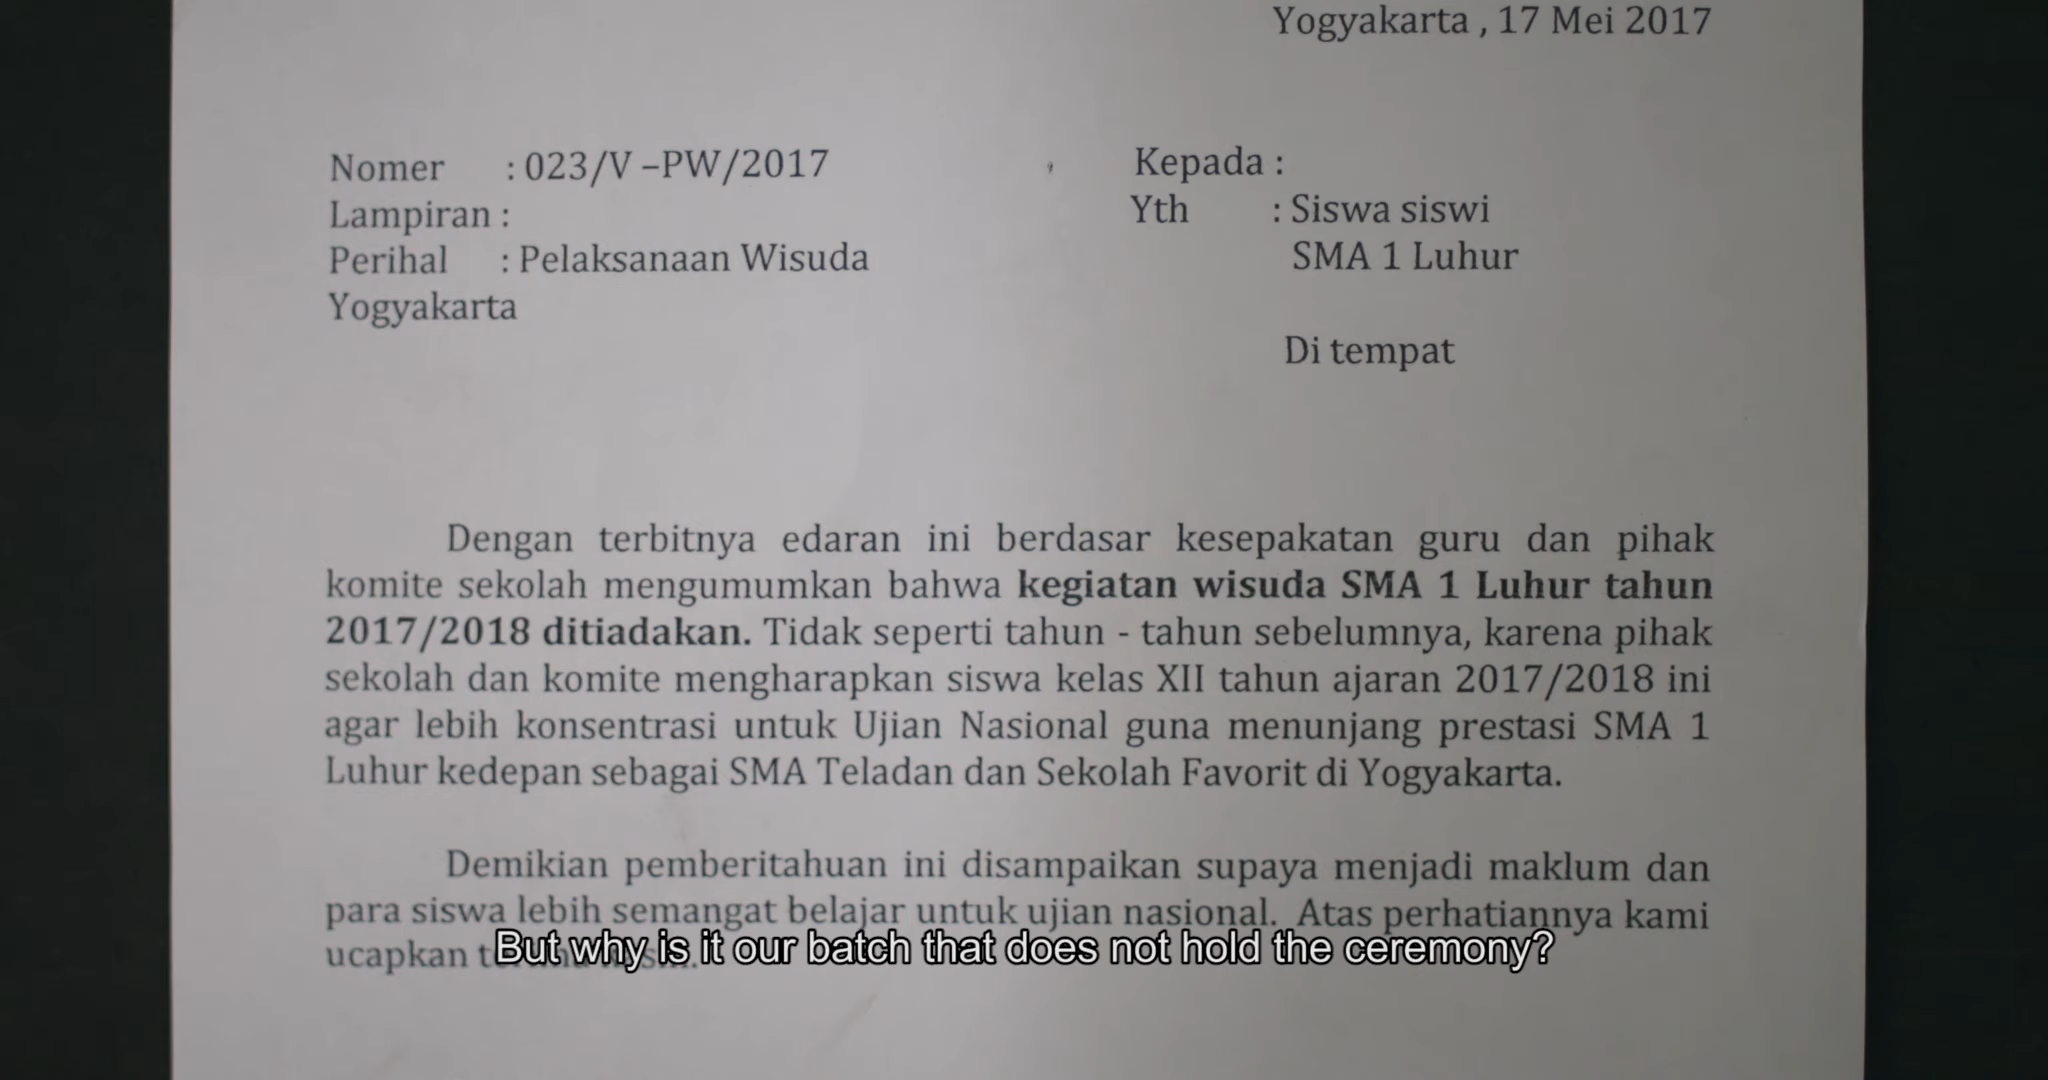 Yogyakarta , 17 Mei 2017
Nomer : 023/V –PW/2017
Lampiran :
Perihal : Pelaksanaan Wisuda
Yogyakarta
Kepada :
Yth : Siswa siswi
SMA 1 Luhur
Di tempat
Dengan terbitnya edaran ini berdasar kesepakatan guru dan pihak
komite sekolah mengumumkan bahwa kegiatan wisuda SMA 1 Luhur tahun
2017/2018 ditiadakan. Tidak seperti tahun - tahun sebelumnya, karena pihak
sekolah dan komite mengharapkan siswa kelas XII tahun ajaran 2017/2018 ini
agar lebih konsentrasi untuk Ujian Nasional guna menunjang prestasi SMA 1
Luhur kedepan sebagai SMA Teladan dan Sekolah Favorit di Yogyakarta.
Demikian pemberitahuan ini disampaikan supaya menjadi maklum dan
para siswa lebih semangat belajar untuk ujian nasional. Atas perhatiannya kami
ucapkan
But why is it our batch that does not hold the ceremony?